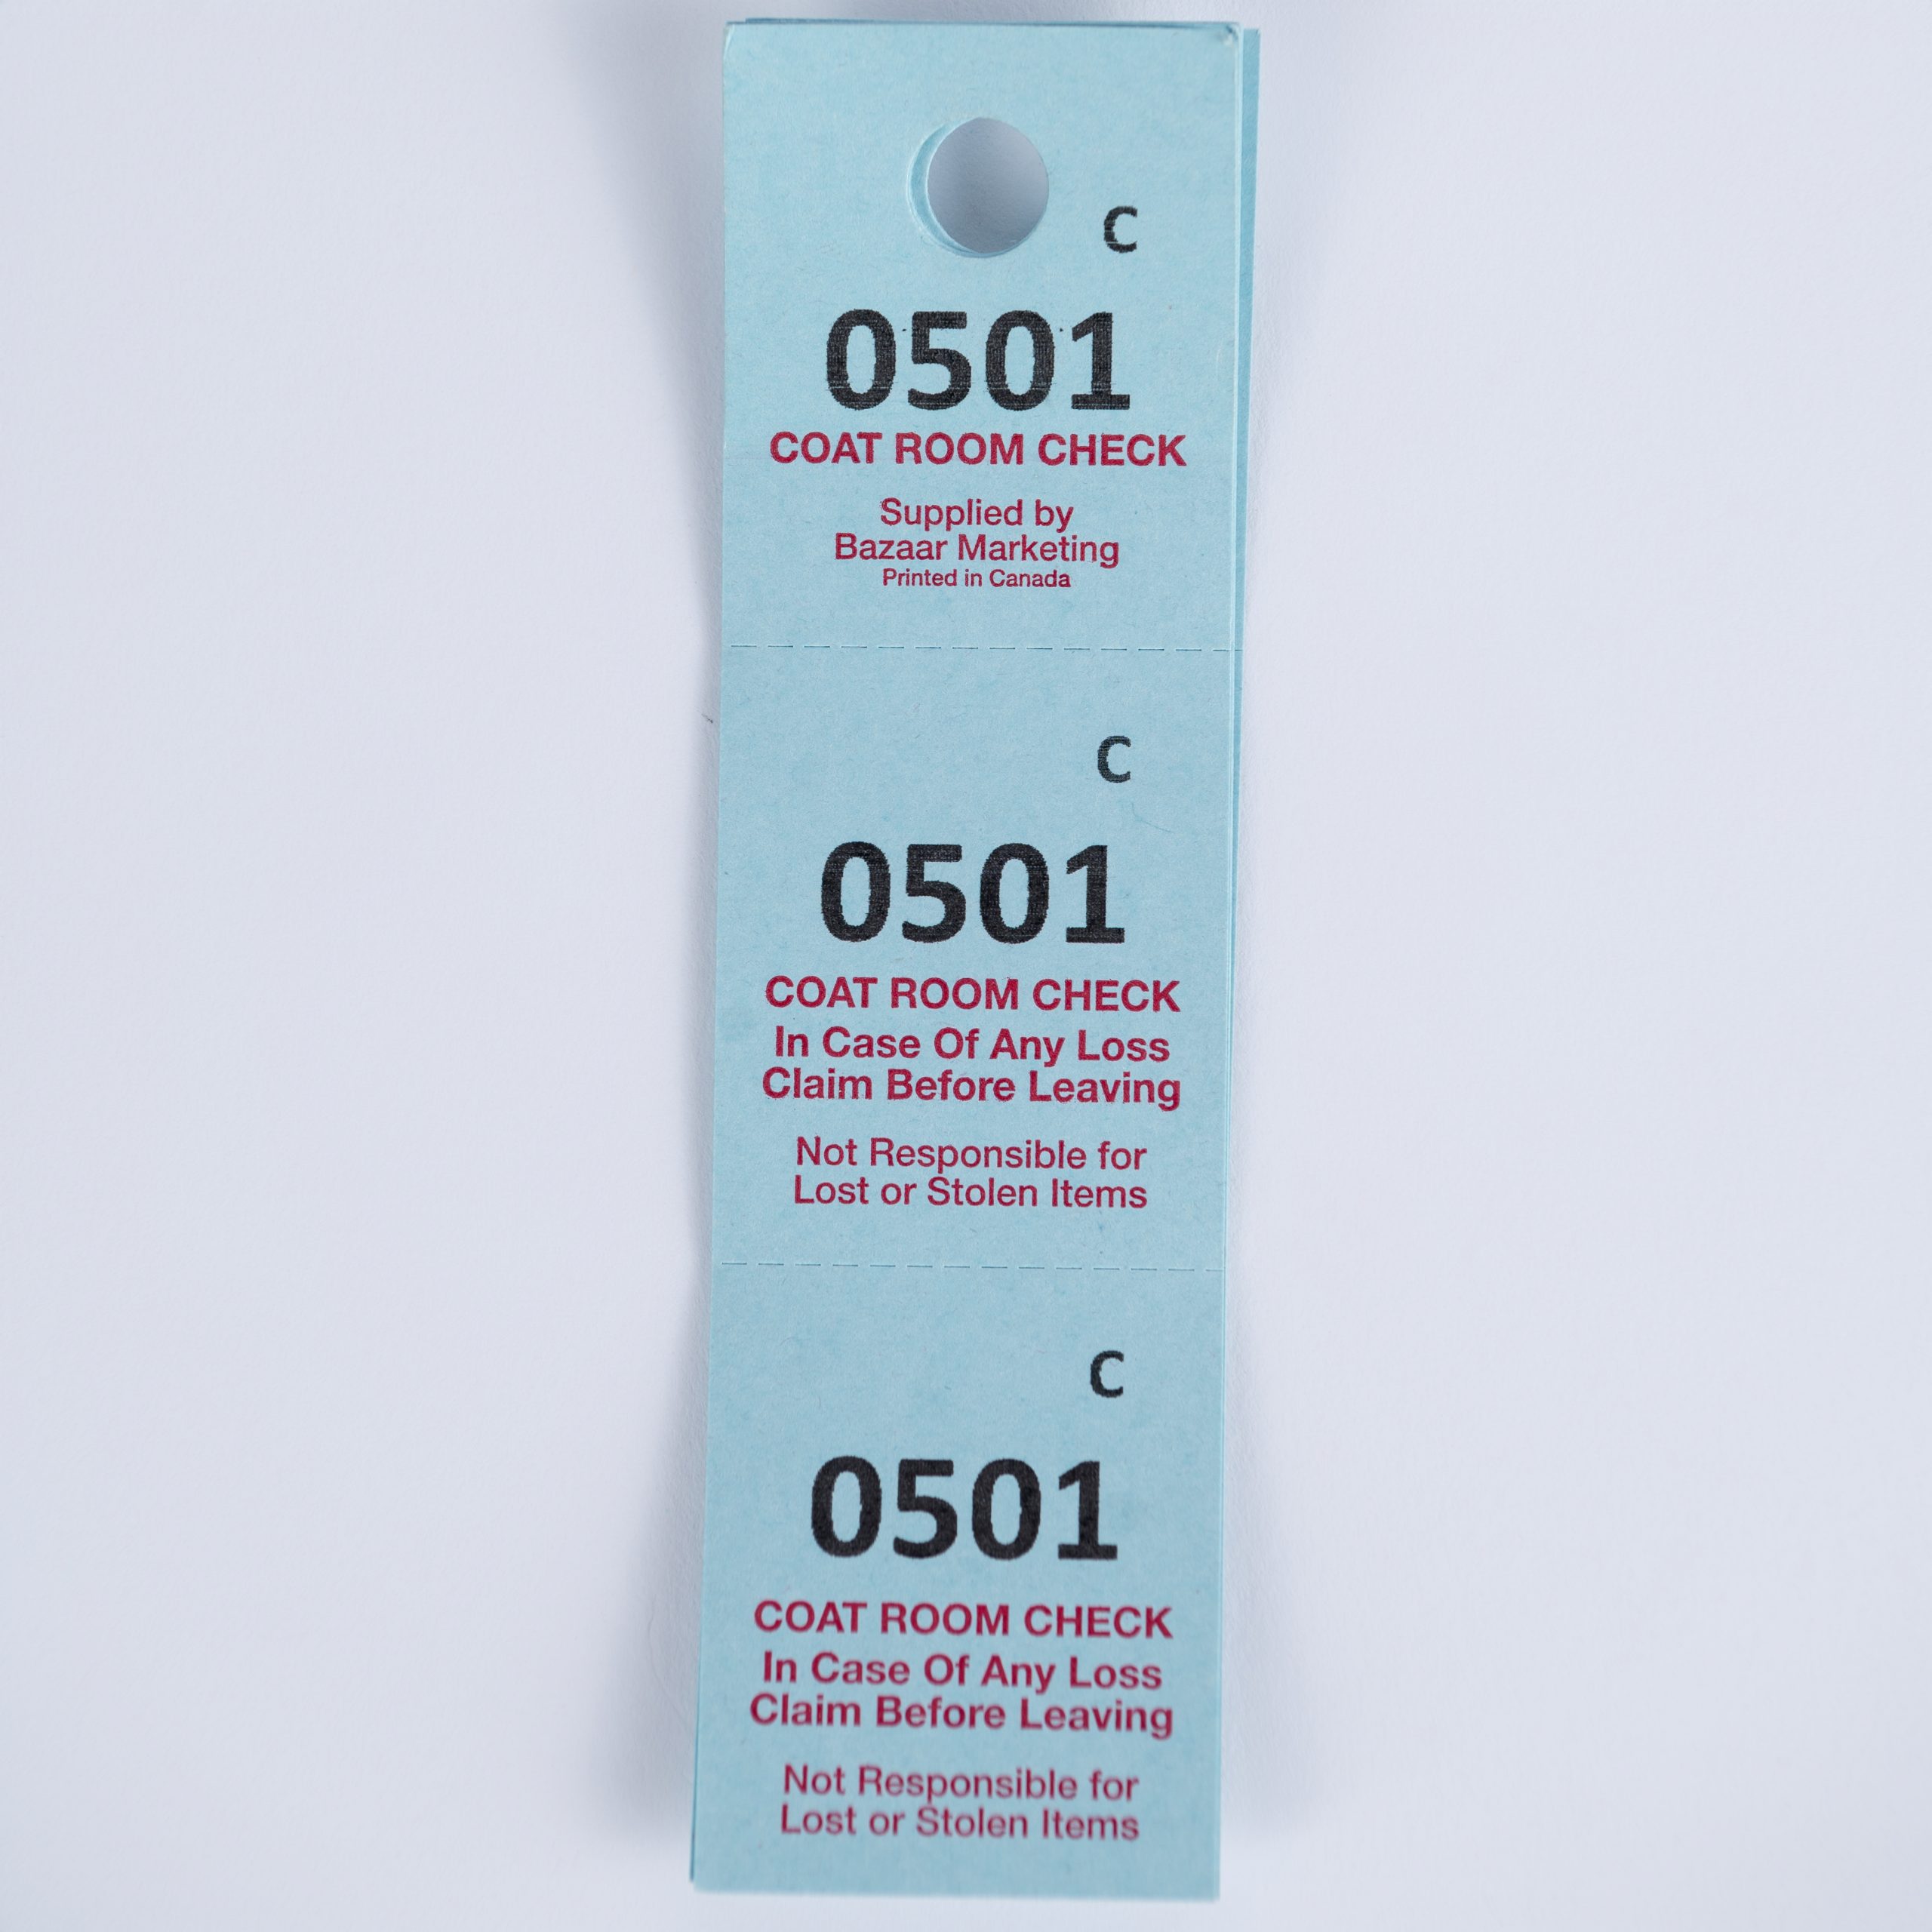 C
0501
COAT ROOM CHECK
Supplied by
Bazaar Marketing
Printed in Canada
C
0501
COAT ROOM CHECK
In Case Of Any Loss
Claim Before Leaving
Not Responsible for
Lost or Stolen Items
C
0501
COAT ROOM CHECK
In Case Of Any Loss
Claim Before Leaving
Not Responsible for
Lost or Stolen Items